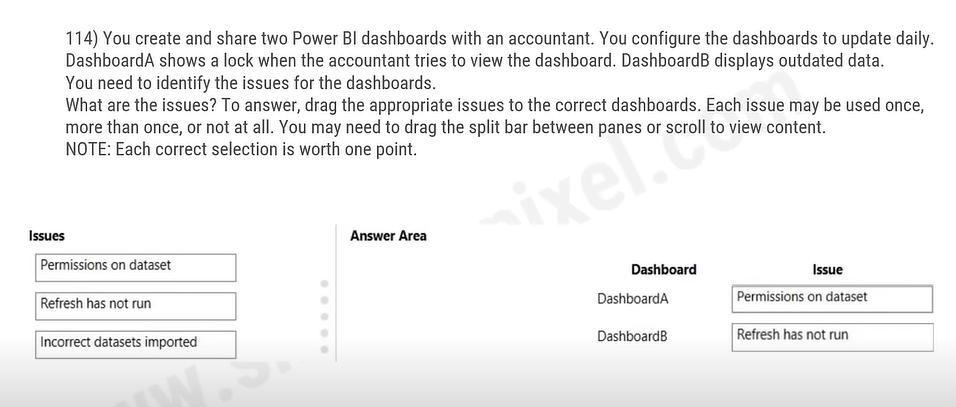 114) You create and share two Power BI dashboards with an accountant. You configure the dashboards to update daily.
DashboardA shows a lock when the accountant tries to view the dashboard. DashboardB displays outdated data.
You need to identify the issues for the dashboards.
What are the issues? To answer, drag the appropriate issues to the correct dashboards. Each issue may be used once,
more than once, or not at all. You may need to drag the split bar between panes or scroll to view content.
NOTE: Each correct selection is worth one point.
Issues
Answer Area
Permissions on dataset
Dashboard Issue
Refresh has not run
DashboardA Permissions on dataset
Incorrect datasets imported
DashboardB Refresh has not run